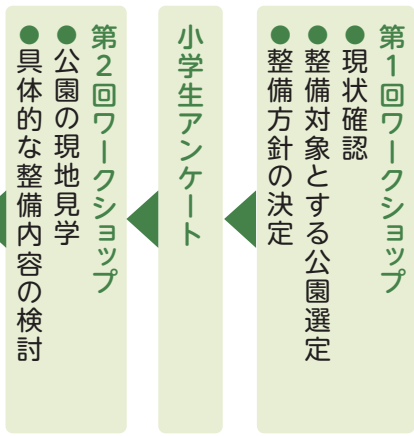 第1回ワークショップ
●現状確認
●整備対象とする公園選定
●整備方針の決定
小学生アンケート
第2回ワークショップ
●公園の現地見学
●具体的な整備内容の検討